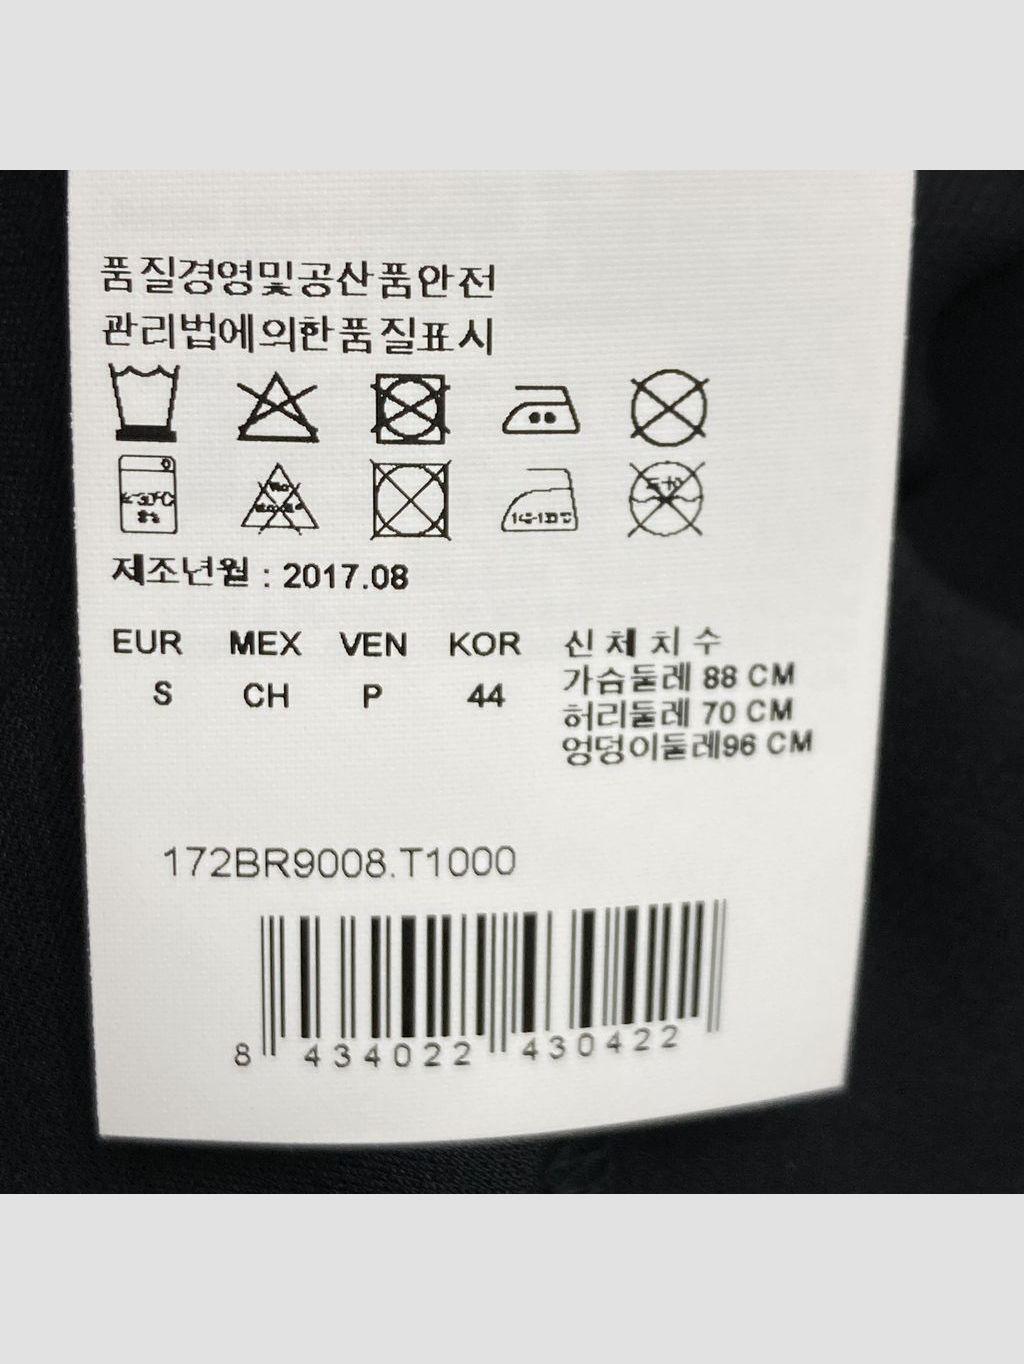 품질경영및공산품안전
관리법에의한품질표시
제조년월 : 2017.08
EUR MEX VEN KOR 신체치수
S CH P 44 가슴둘레 88 CM
허리둘레 70 CM
엉덩이둘레96 CM
172BR9008.T1000
8 434022 430422